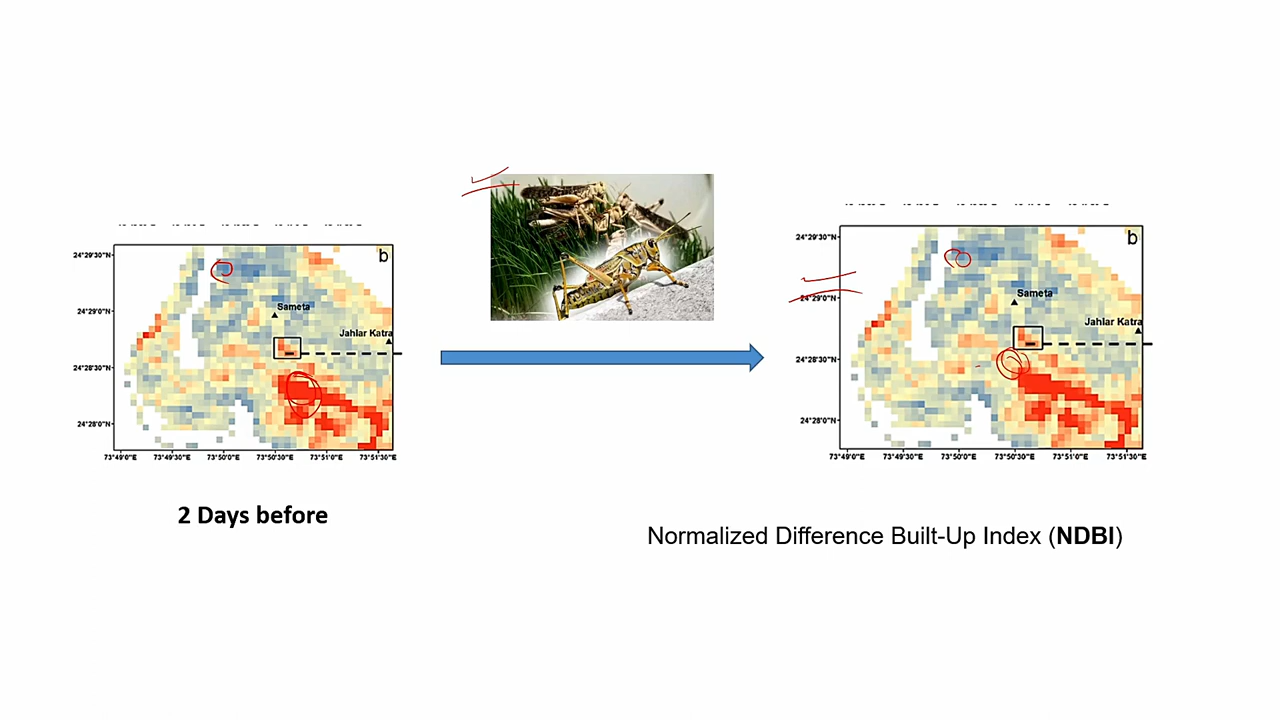 b
24°29'30"N
24°29'0"N
24°28'30"N
24°28'0"N
Sameta
Jahlar Katra
73°49'0"E 73°49'30"E 73°50'0"E 73°50'30"E 73°51'0"E 73°51'30"E
2 Days before
b
24°29'30"N
24°29'0"N
24°28'30"N
24°28'0"N
Sameta
Jahlar Katra
73°49'0"E 73°49'30"E 73°50'0"E 73°50'30"E 73°51'0"E 73°51'30"E
Normalized Difference Built-Up Index (NDBI)